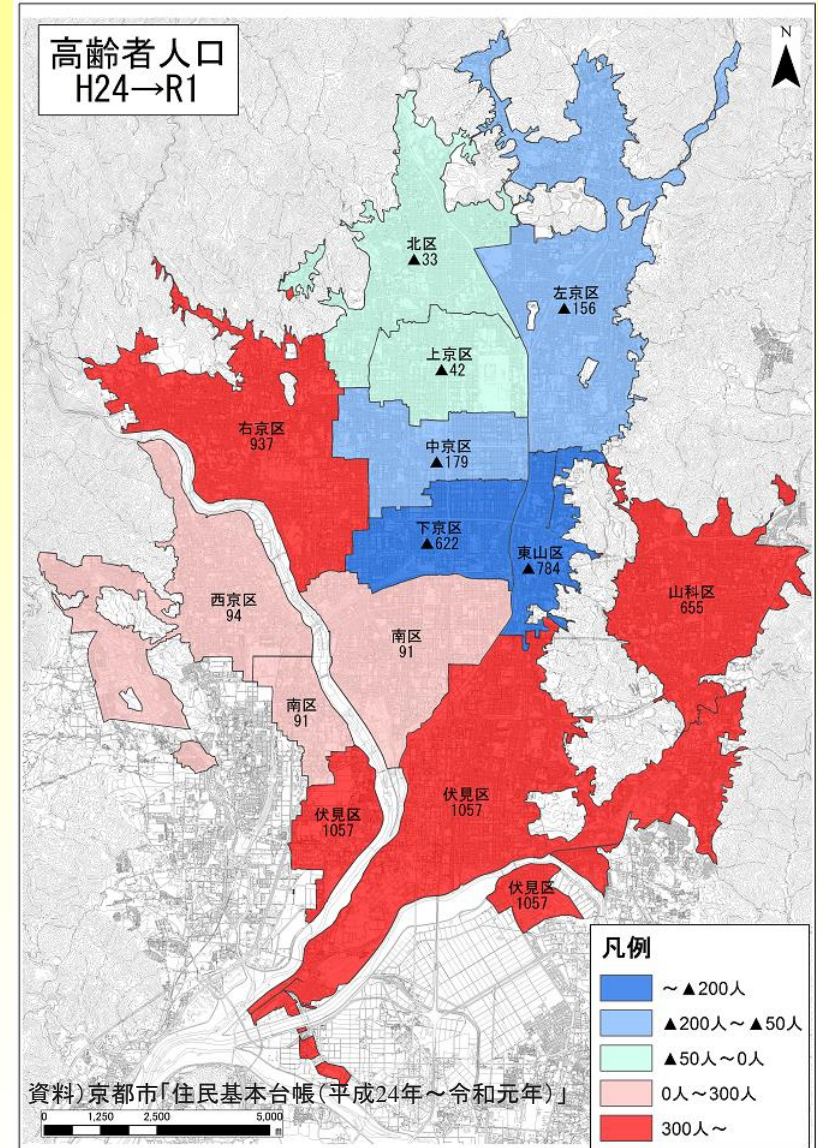 高齢者人口
H24→R1
N
北区
▲33
左京区
▲156
上京区
▲42
右京区
937
中京区
▲179
下京区
▲622
東山区
▲784
山科区
655
西京区
94
南区
91
南区
91
伏見区
1057
伏見区
1057
伏見区
1057
凡例
～▲200人
▲200人～▲50人
▲50人～0人
0人～300人
300人～
資料)京都市「住民基本台帳(平成24年～令和元年)」
0 1,250 2,500 5,000
m